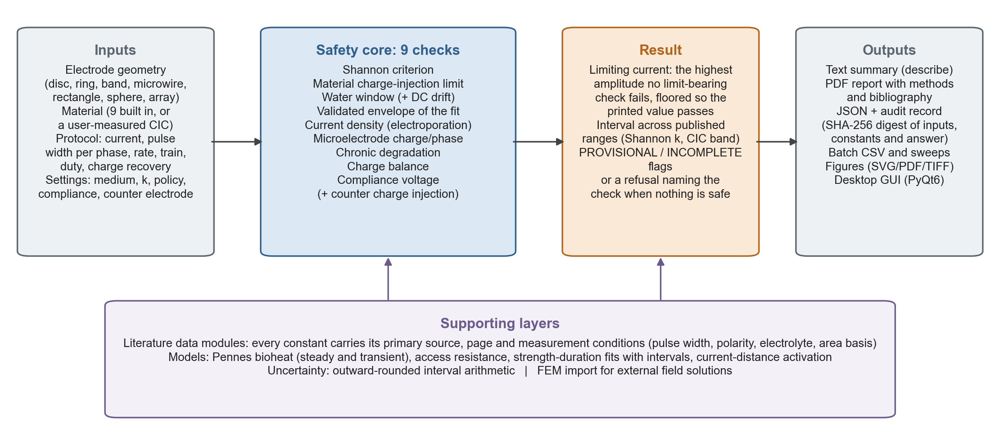 Inputs
Electrode geometry
(disc, ring, band, microwire,
rectangle, sphere, array)
Material (9 built in, or
a user-measured CIC)
Protocol: current, pulse
width per phase, rate, train,
duty, charge recovery
Settings: medium, k, policy,
compliance, counter electrode
Safety core: 9 checks
Shannon criterion
Material charge-injection limit
Water window (+ DC drift)
Validated envelope of the fit
Current density (electroporation)
Microelectrode charge/phase
Chronic degradation
Charge balance
Compliance voltage
(+ counter charge injection)
Result
Limiting current: the highest
amplitude no limit-bearing
check fails, floored so the
printed value passes
Interval across published
ranges (Shannon k, CIC band)
PROVISIONAL / INCOMPLETE
flags
or a refusal naming the
check when nothing is safe
Outputs
Text summary (describe)
PDF report with methods
and bibliography
JSON + audit record
(SHA-256 digest of inputs,
constants and answer)
Batch CSV and sweeps
Figures (SVG/PDF/TIFF)
Desktop GUI (PyQt6)
Supporting layers
Literature data modules: every constant carries its primary source, page and measurement conditions (pulse width, polarity, electrolyte, area basis)
Models: Pennes bioheat (steady and transient), access resistance, strength-duration fits with intervals, current-distance activation
Uncertainty: outward-rounded interval arithmetic | FEM import for external field solutions